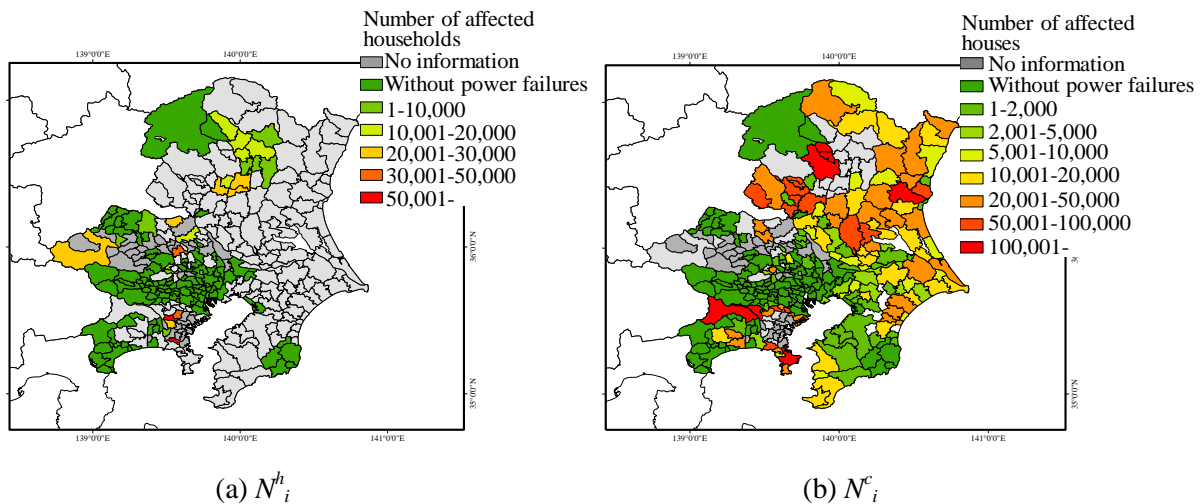 Number of affected
households
No information
Without power failures
1-10,000
10,001-20,000
20,001-30,000
30,001-50,000
50,001-
139°0'0"E
140°0'0"E
36°0'0"N
35°0'0"N
139°0'0"E
140°0'0"E
141°0'0"E
(a) N^h_i
Number of affected
houses
No information
Without power failures
1-2,000
2,001-5,000
5,001-10,000
10,001-20,000
20,001-50,000
50,001-100,000
100,001-
139°0'0"E
140°0'0"E
35°0'0"N
139°0'0"E
140°0'0"E
141°0'0"E
(b) N^c_i